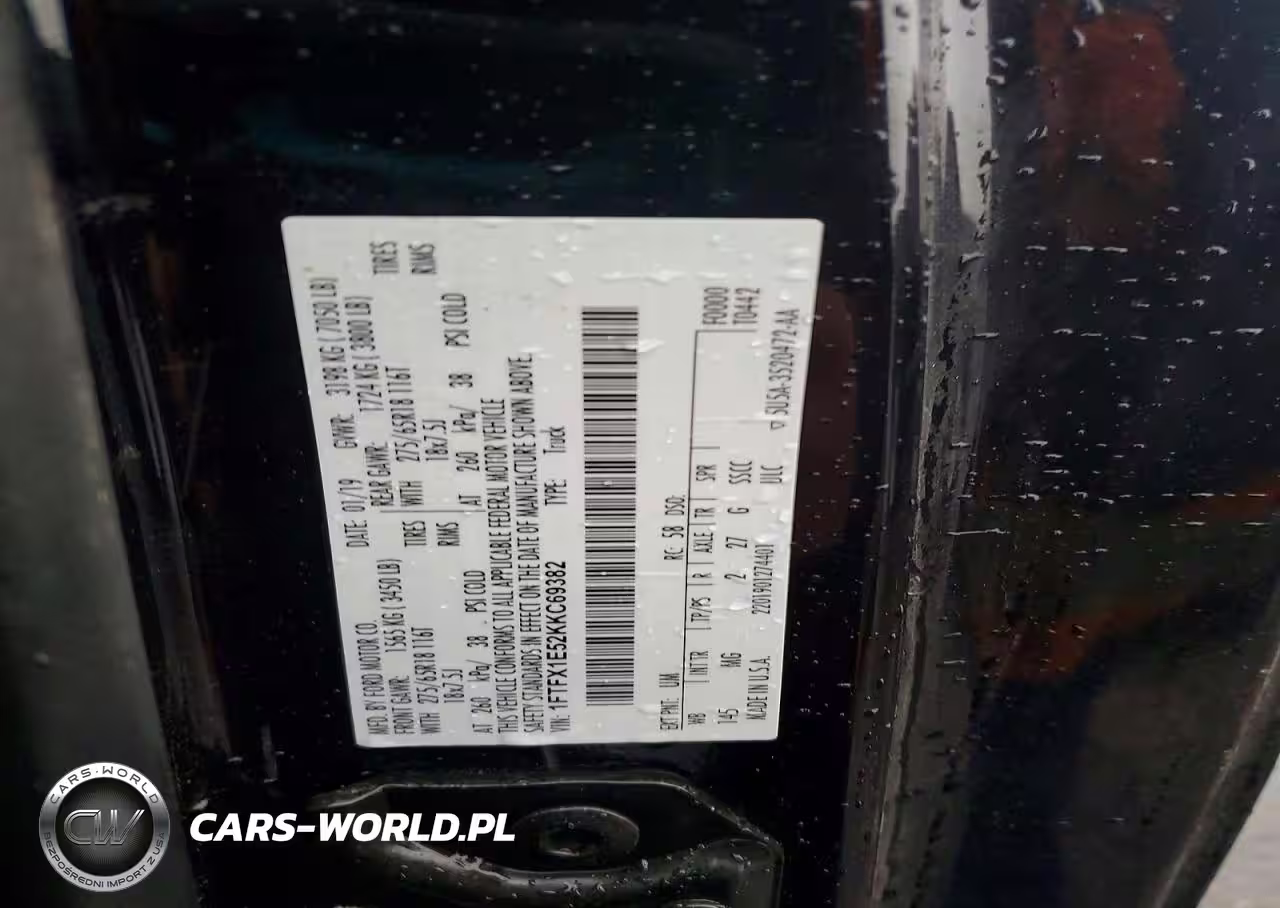 MFD. BY FORD MOTOR CO.
DATE: 01/19 GVWR: 3198 KG ( 7050 LB)
FRONT GAWR: 1565 KG ( 3450 LB)
REAR GAWR: 1724 KG ( 3800 LB)
WITH 275/65R18 116T TIRES
WITH 275/65R18 116T TIRES
18x7.5J RIMS
18x7.5J RIMS
AT 260 kPa/ 38 PSI COLD
AT 260 kPa/ 38 PSI COLD
THIS VEHICLE CONFORMS TO ALL APPLICABLE FEDERAL MOTOR VEHICLE
SAFETY STANDARDS IN EFFECT ON THE DATE OF MANUFACTURE SHOWN ABOVE.
VIN: 1FTFX1E52KKC69382 TYPE: Truck
F0000
T0442
EXT PNT: UM RC: 58 DSO:
WB INT TR TP/PS R AXLE TR SPR
145 MG 2 27 G SSCC
MADE IN U.S.A. 2201901274401 ULC
5U5A-3520472-AA
CARS-WORLD
CW
BEZPOŚREDNI IMPORT Z USA
CARS-WORLD.PL